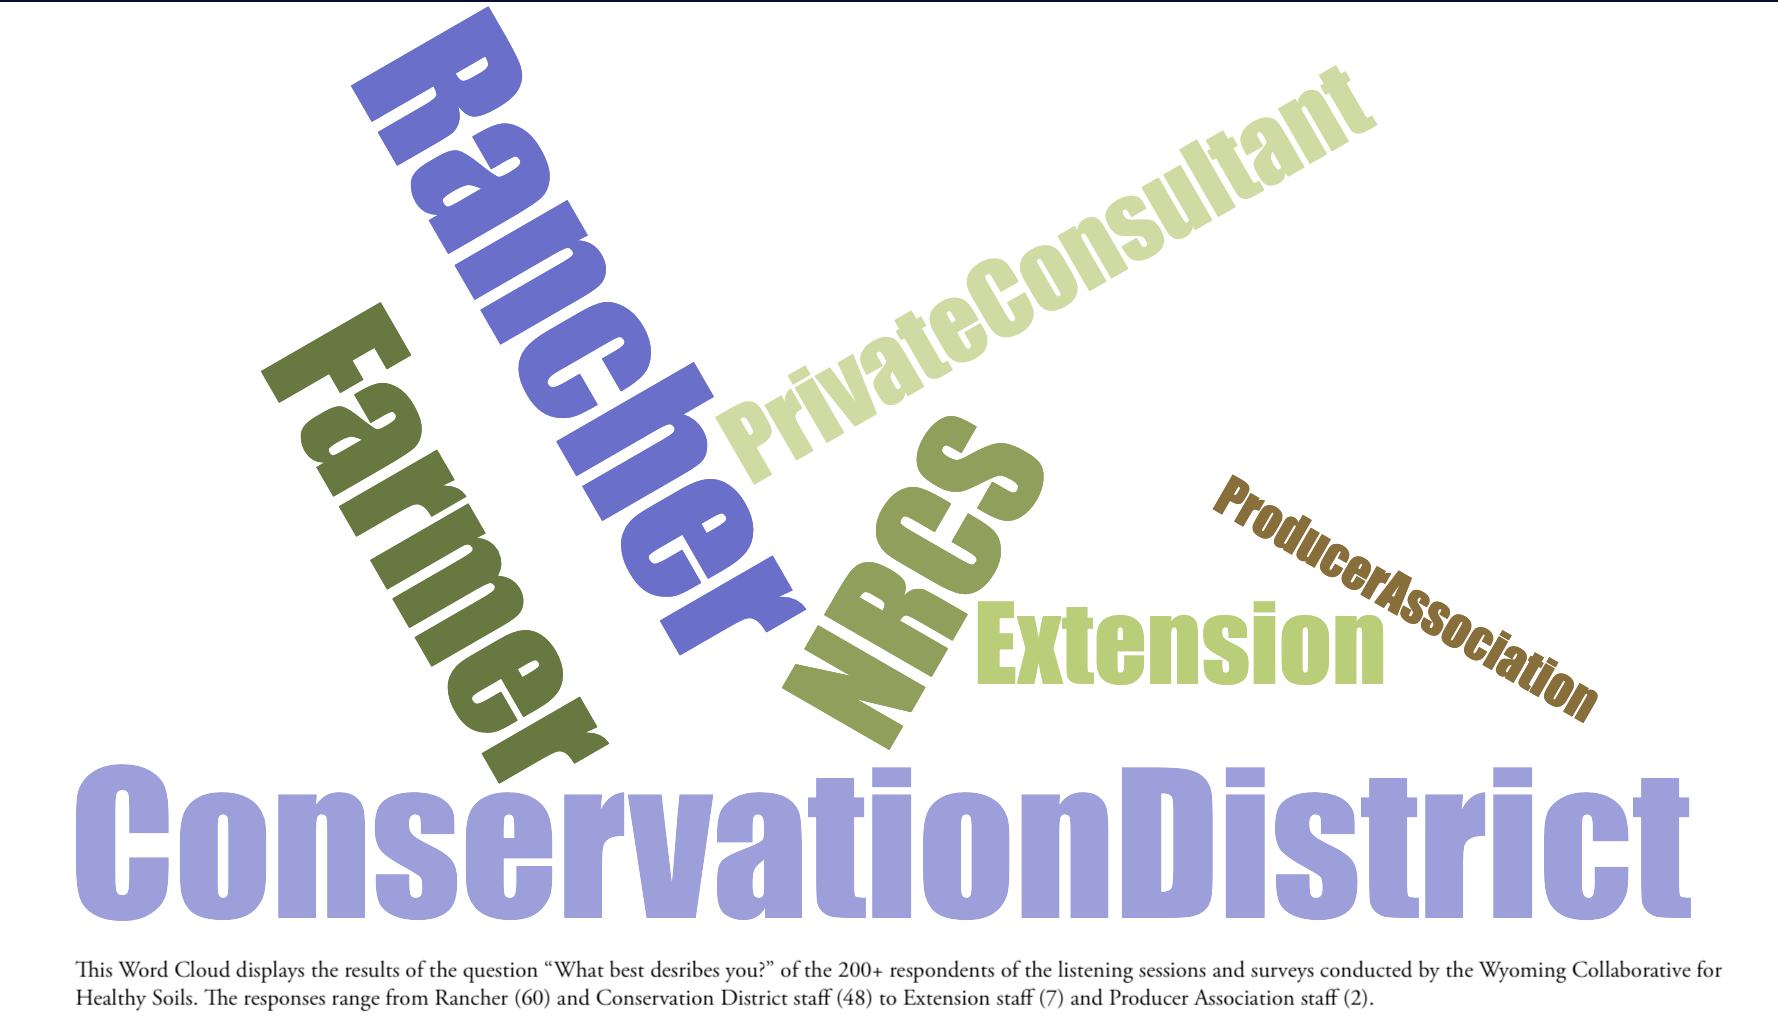 Rancher
PrivateConsultant
Farmer
NRCS
ProducerAssociation
Extension
ConservationDistrict
This Word Cloud displays the results of the question “What best desribes you?” of the 200+ respondents of the listening sessions and surveys conducted by the Wyoming Collaborative for
Healthy Soils. The responses range from Rancher (60) and Conservation District staff (48) to Extension staff (7) and Producer Association staff (2).